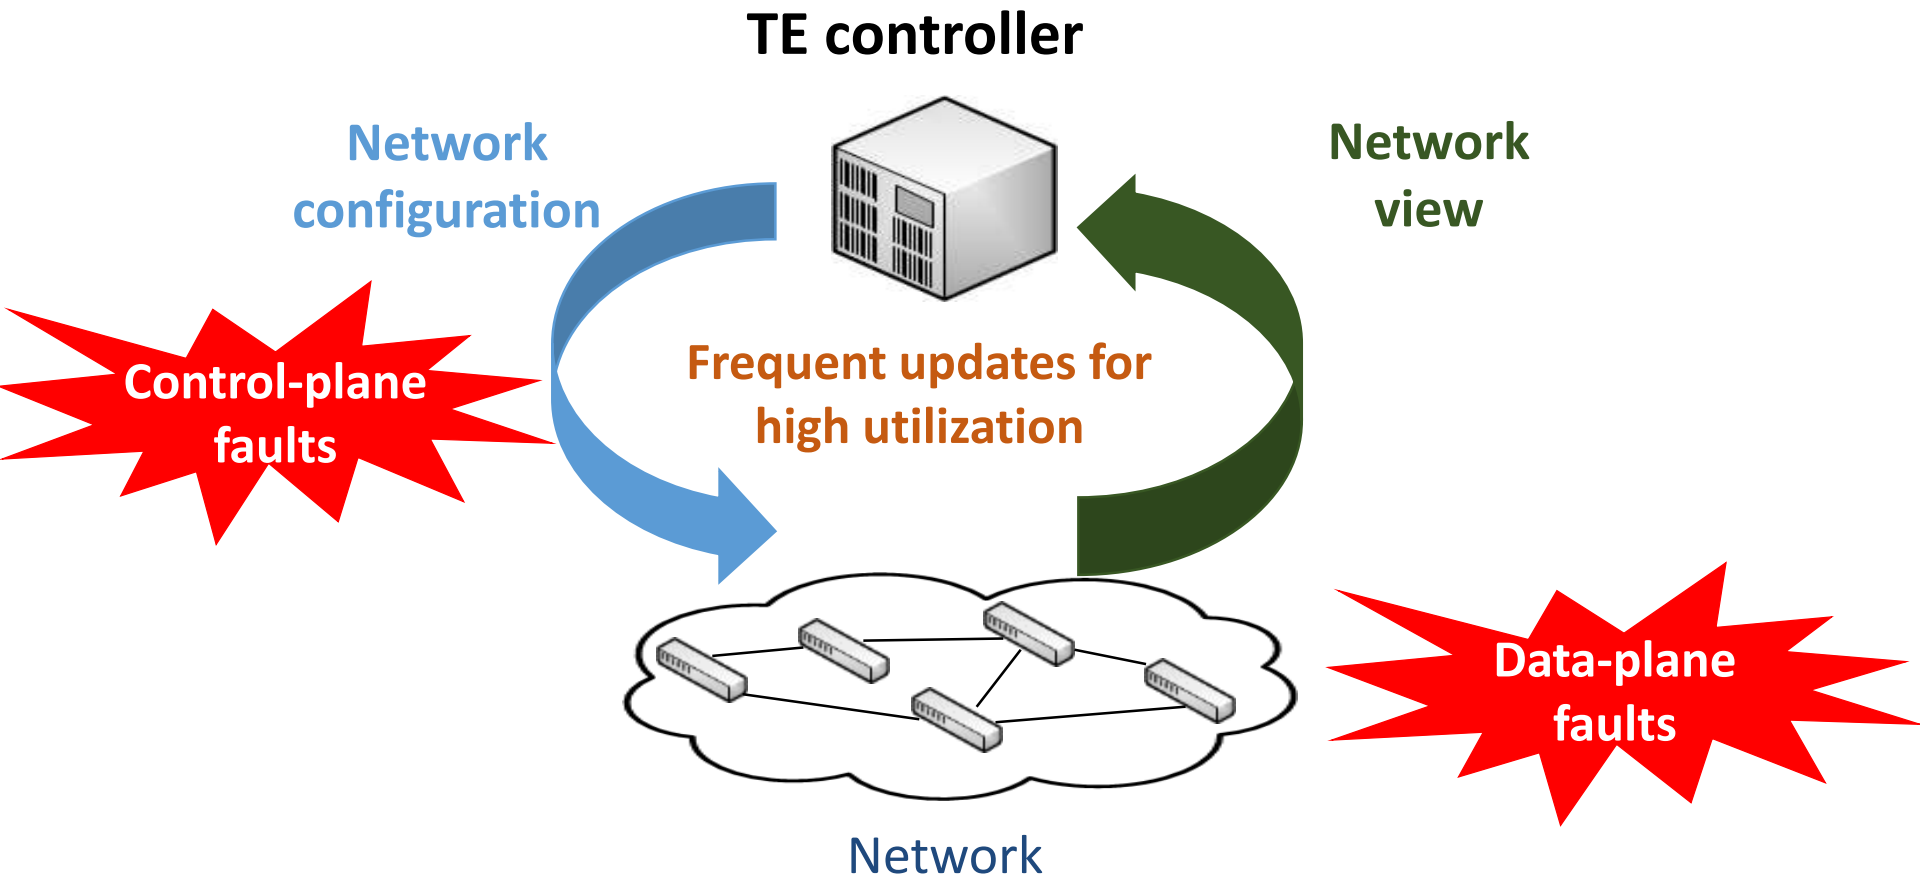 TE controller
Network
configuration
Network
view
Control-plane
faults
Frequent updates for
high utilization
Data-plane
faults
Network